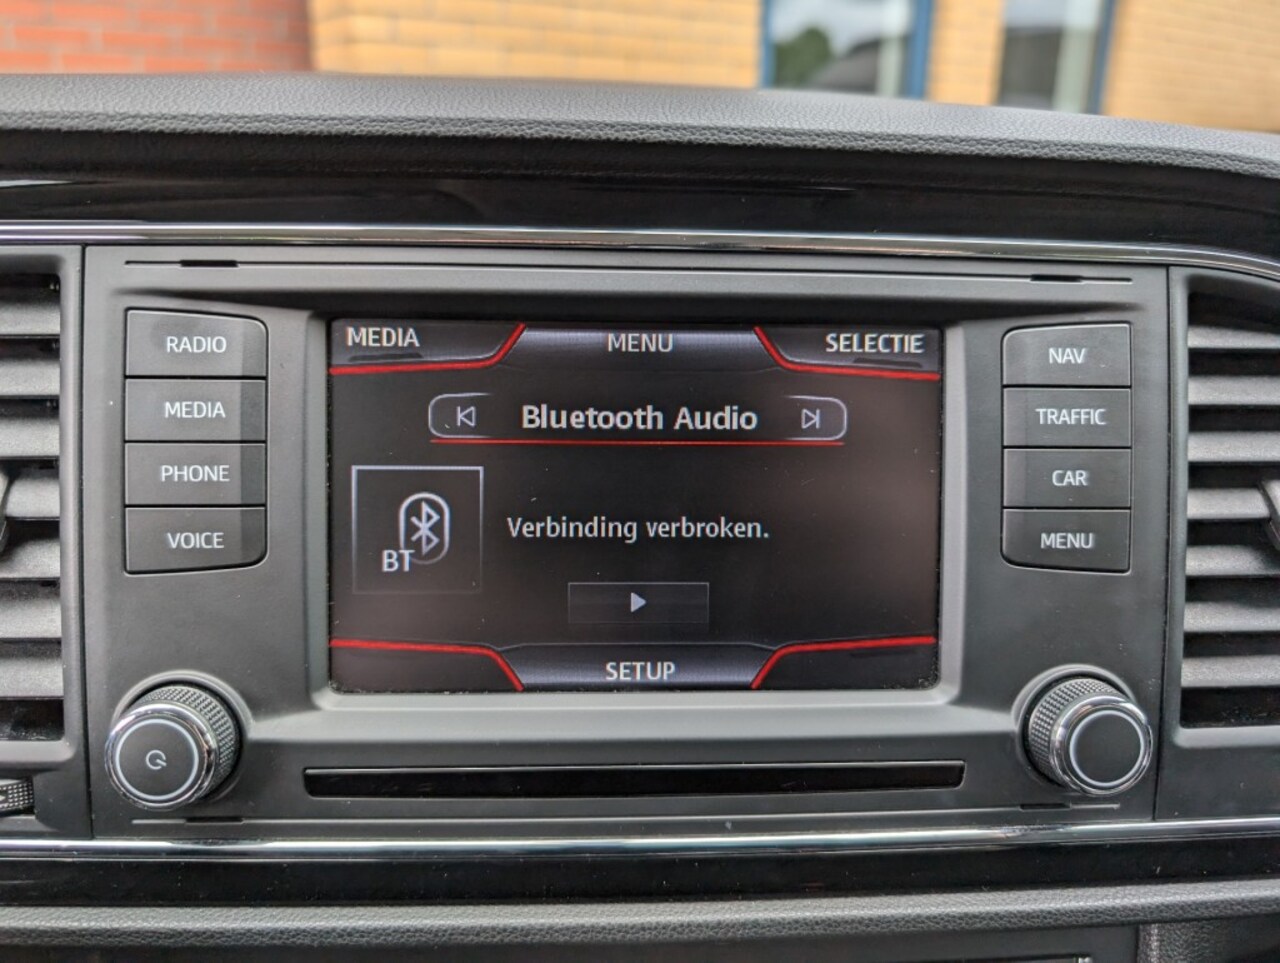 MEDIA MENU SELECTIE
RADIO
MEDIA
PHONE
VOICE
Bluetooth Audio
BT
Verbinding verbroken.
SETUP
NAV
TRAFFIC
CAR
MENU